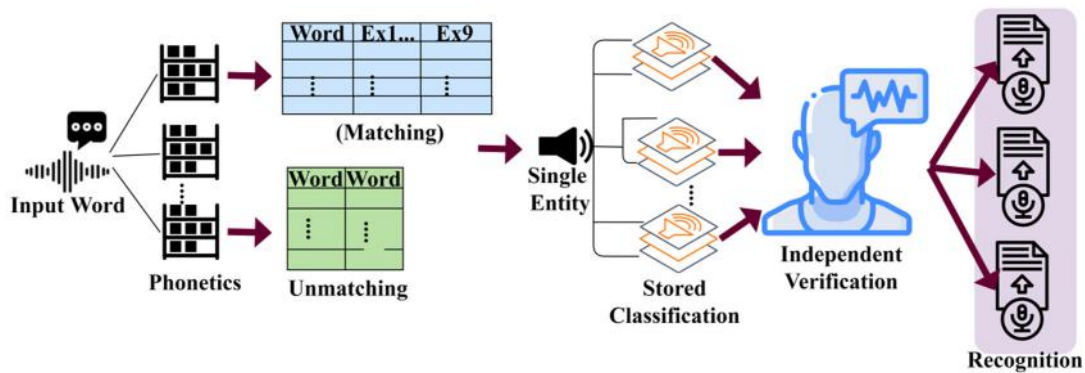 Word Ex1... Ex9
(Matching)
Input Word
Word Word
Phonetics
Unmatching
Single
Entity
Stored
Classification
Independent
Verification
Recognition